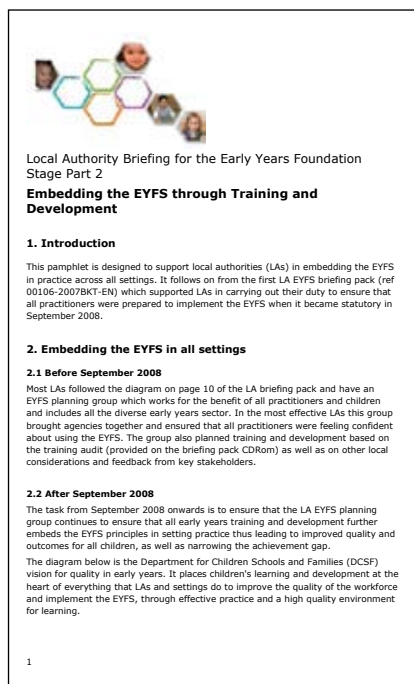 Local Authority Briefing for the Early Years Foundation
Stage Part 2
Embedding the EYFS through Training and
Development
1. Introduction
This pamphlet is designed to support local authorities (LAs) in embedding the EYFS
in practice across all settings. It follows on from the first LA EYFS briefing pack (ref
00106-2007BKT-EN) which supported LAs in carrying out their duty to ensure that
all practitioners were prepared to implement the EYFS when it became statutory in
September 2008.
2. Embedding the EYFS in all settings
2.1 Before September 2008
Most LAs followed the diagram on page 10 of the LA briefing pack and have an
EYFS planning group which works for the benefit of all practitioners and children
and includes all the diverse early years sector. In the most effective LAs this group
brought agencies together and ensured that all practitioners were feeling confident
about using the EYFS. The group also planned training and development based on
the training audit (provided on the briefing pack CDRom) as well as on other local
considerations and feedback from key stakeholders.
2.2 After September 2008
The task from September 2008 onwards is to ensure that the LA EYFS planning
group continues to ensure that all early years training and development further
embeds the EYFS principles in setting practice thus leading to improved quality and
outcomes for all children, as well as narrowing the achievement gap.
The diagram below is the Department for Children Schools and Families (DCSF)
vision for quality in early years. It places children's learning and development at the
heart of everything that LAs and settings do to improve the quality of the workforce
and implement the EYFS, through effective practice and a high quality environment
for learning.
1